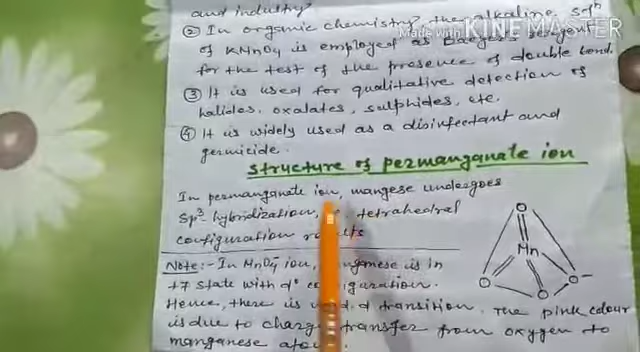 and industry.
Made with KINEMASTER
② In organic chemistry, the alkaline Solⁿ
of KMnO₄ is employed as Baeyer's reagent
for the test of the presence of double bond.
③ It is used for qualitative detection of
halides, oxalates, sulphides, etc.
④ It is widely used as a disinfectant and
germicide.
Structure of permanganate ion
In permanganate ion, mangese undergoes
Sp³ hybridization, tetrahedral
configuration
O
Mn
O O O –
Note:- In MnO₄⁻ ion, manganese is in
+7 state with d° configuration.
Hence, there is no d-d transition. The pink colour
is due to charge transfer from oxygen to
manganese atom.